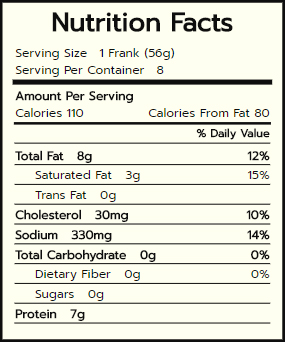 Nutrition Facts
Serving Size 1 Frank (56g)
Serving Per Container 8
Amount Per Serving
Calories 110 Calories From Fat 80
% Daily Value
Total Fat 8g 12%
Saturated Fat 3g 15%
Trans Fat 0g
Cholesterol 30mg 10%
Sodium 330mg 14%
Total Carbohydrate 0g 0%
Dietary Fiber 0g 0%
Sugars 0g
Protein 7g